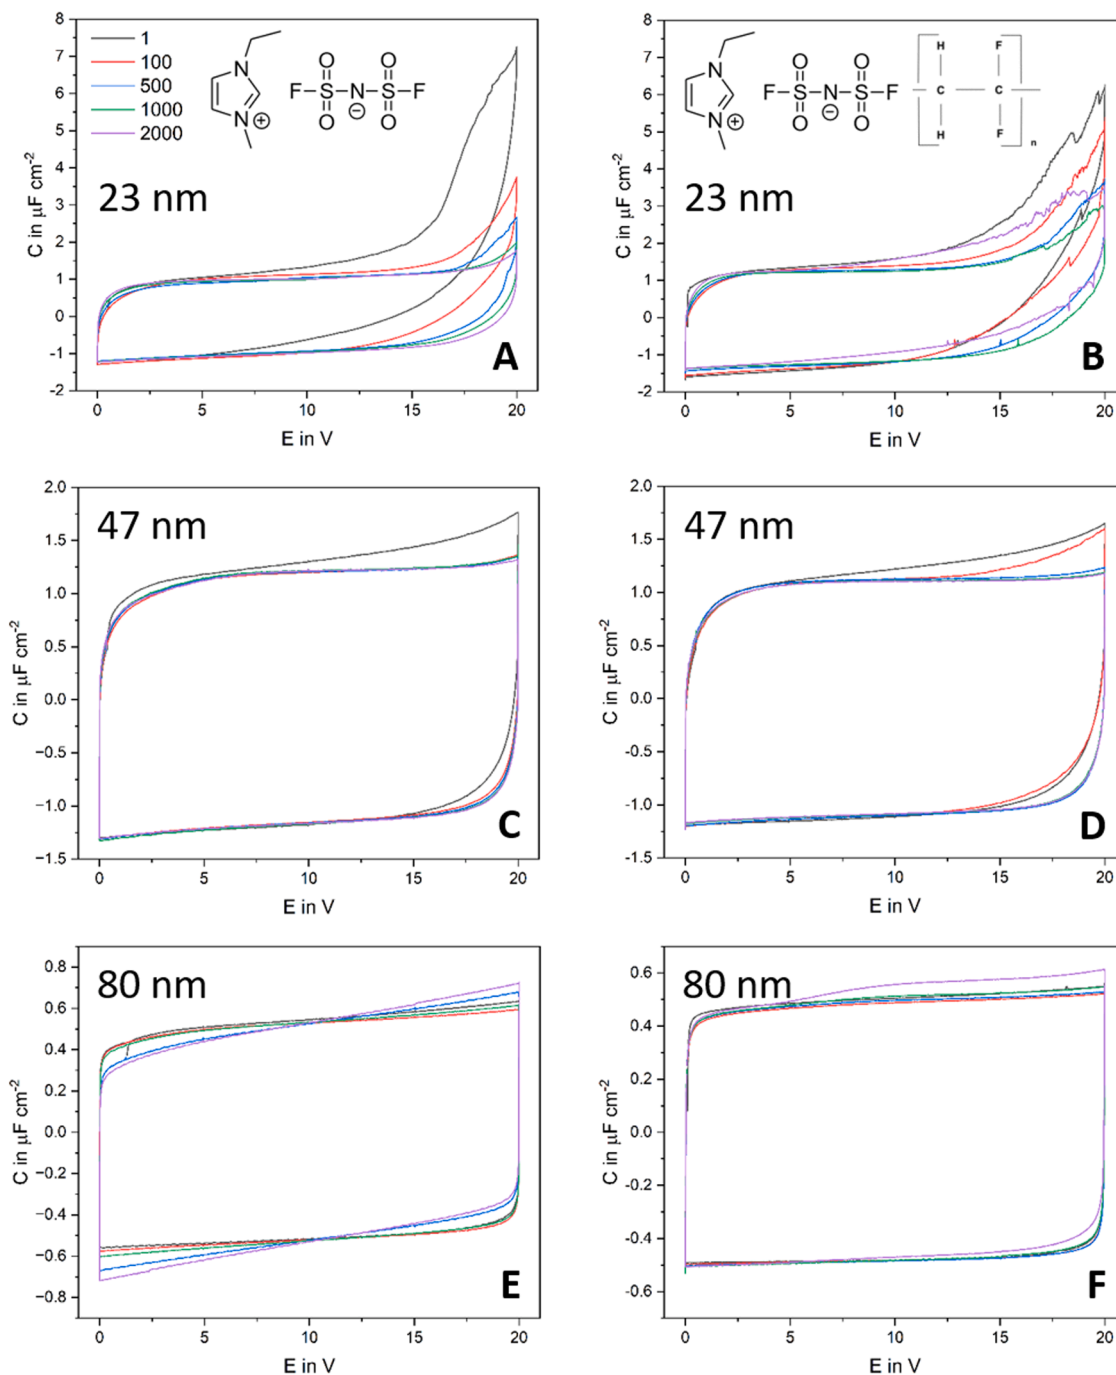 1
100
500
1000
2000
N
N
⊕
O O
F S N S F
⊖
O O
23 nm
A
8
7
6
5
4
3
2
1
0
-1
-2
0 5 10 15 20
C in μF cm-2
E in V
N
N
⊕
O O
F S N S F
⊖
O O
H F
C C
H F
n
23 nm
B
8
7
6
5
4
3
2
1
0
-1
-2
0 5 10 15 20
C in μF cm-2
E in V
47 nm
C
2.0
1.5
1.0
0.5
0.0
−0.5
−1.0
−1.5
0 5 10 15 20
C in μF cm-2
E in V
47 nm
D
2.0
1.5
1.0
0.5
0.0
-0.5
-1.0
-1.5
0 5 10 15 20
C in μF cm-2
E in V
80 nm
E
0.8
0.6
0.4
0.2
0.0
−0.2
−0.4
−0.6
−0.8
0 5 10 15 20
C in μF cm-2
E in V
80 nm
F
0.6
0.4
0.2
0.0
-0.2
-0.4
-0.6
0 5 10 15 20
C in μF cm-2
E in V